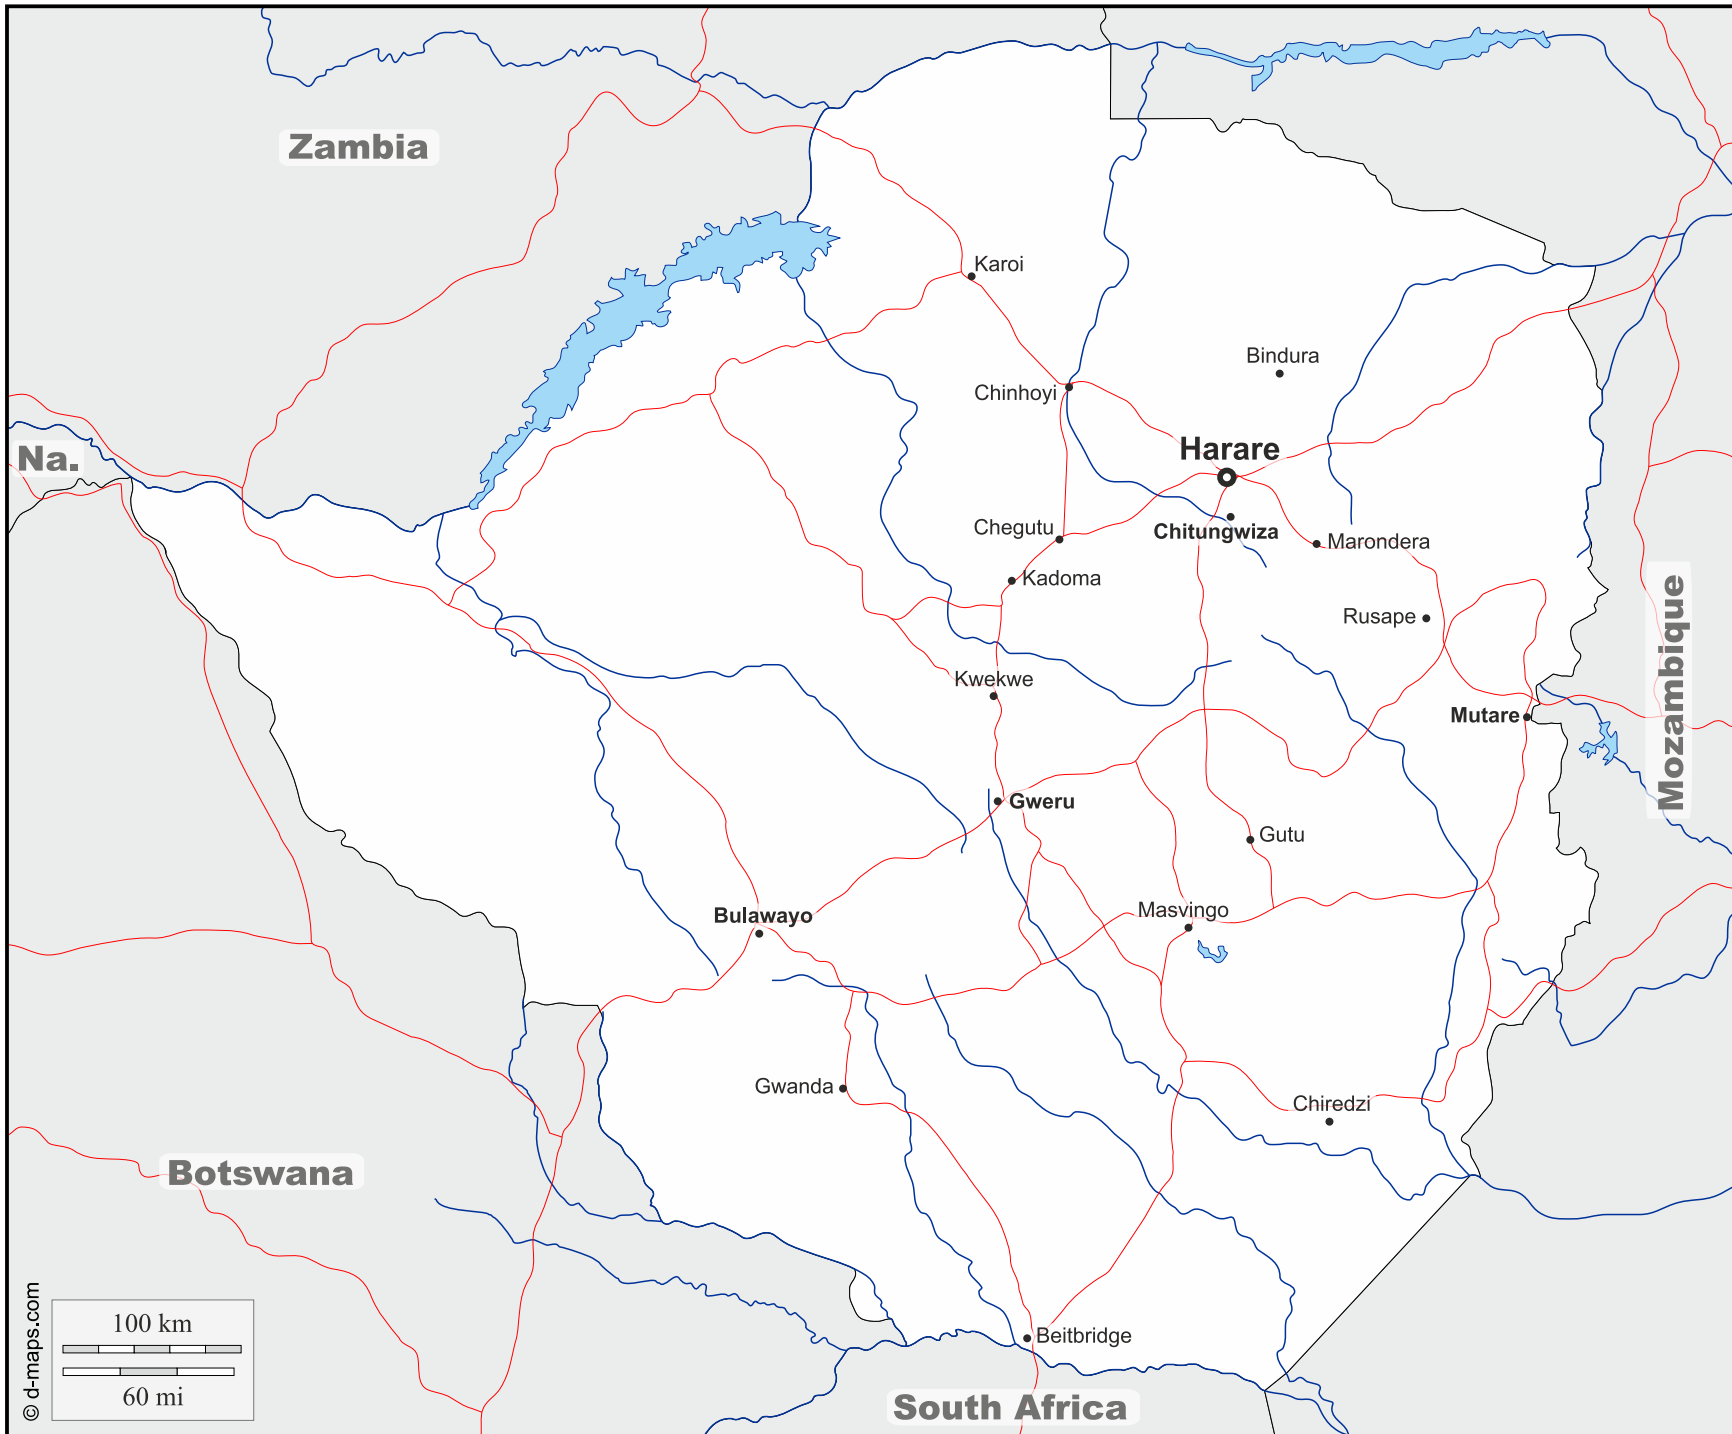 Zambia
Karoi
Bindura
Chinhoyi
Harare
Na.
Chegutu
Chitungwiza
Marondera
Kadoma
Rusape
Mozambique
Kwekwe
Mutare
Gweru
Gutu
Bulawayo
Masvingo
Gwanda
Chiredzi
Botswana
Beitbridge
South Africa
100 km
60 mi
© d-maps.com